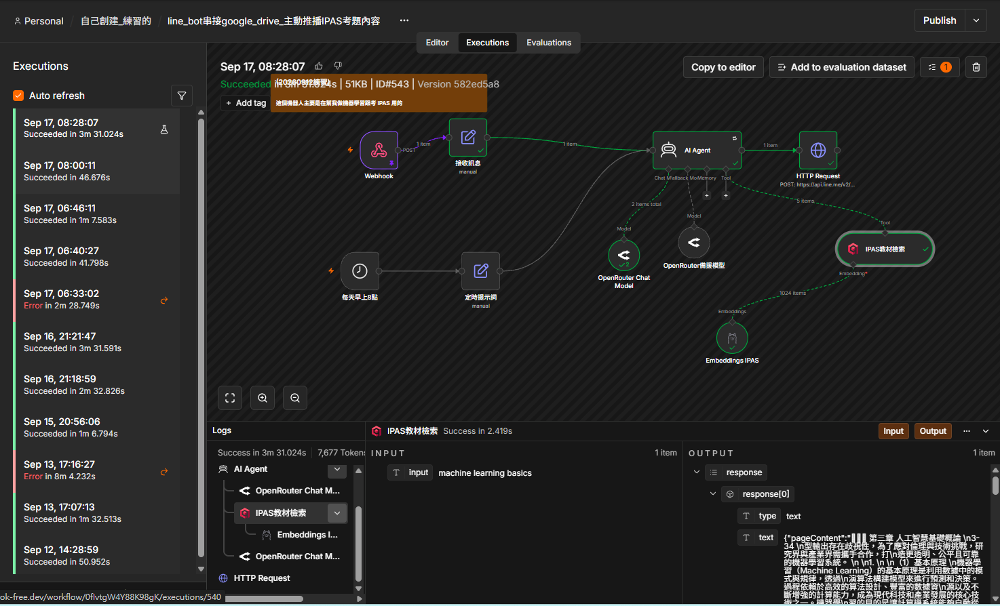 Personal
自己創建_練習的
line_bot串接google_drive_主動推播IPAS考題內容
...
Publish
Editor
Executions
Evaluations
Executions
Auto refresh
Sep 17, 08:28:07
Succeeded in 3m 31.024s
Sep 17, 08:00:11
Succeeded in 46.676s
Sep 17, 06:46:11
Succeeded in 1m 7.583s
Sep 17, 06:40:27
Succeeded in 41.798s
Sep 17, 06:33:02
Error in 2m 28.749s
Sep 16, 21:21:47
Succeeded in 3m 31.591s
Sep 16, 21:18:59
Succeeded in 2m 32.826s
Sep 15, 20:56:06
Succeeded in 1m 6.794s
Sep 13, 17:16:27
Error in 8m 4.232s
Sep 13, 17:07:13
Succeeded in 1m 32.513s
Sep 12, 14:28:59
Succeeded in 50.952s
ok-free.dev/workflow/0flvtgW4Y88K98gK/executions/540
Sep 17, 08:28:07
Succeeded in 3m 31.024s | 51KB | ID#543 | Version 582ed5a8
+ Add tag
(20260912練習)
這個機器人主要是在幫我做機器學習跟考 IPAS 用的
Copy to editor
Add to evaluation dataset
1
Webhook
POST
1 item
接收訊息
manual
1 item
AI Agent
Memory
Tool
1 item
HTTP Request
POST: https://api.line.me/v2/...
2 items total
Model
OpenRouter Chat
Model
2
Model
OpenRouter備援模型
5 items
Tool
IPAS教材檢索
Embedding*
1024 items
Embeddings
Embeddings IPAS
每天早上8點
定時提示詞
manual
Logs
Success in 3m 31.024s
7,677 Tokens
AI Agent
OpenRouter Chat M...
IPAS教材檢索
Embeddings I...
OpenRouter Chat M...
HTTP Request
IPAS教材檢索 Success in 2.419s
Input
Output
...
INPUT
1 item
T input machine learning basics
OUTPUT
1 item
response
response[0]
T type text
T text
{"pageContent":" 第三章 人工智慧基礎概論 \n3-
34 \n型輸出存在歧視性，為了應對倫理與技術挑戰，研
究界與產業界需攜手合作，打\n造更透明、公平且可靠
的機器學習系統。 \n \n1. \n \n（1）基本原理 \n機器學
習（Machine Learning）的基本原理是利用數據中的模
式與規律，透過\n演算法構建模型來進行預測和決策。
過程依賴於高效的算法設計、豐富的數據資\n源以及不
斷增強的計算能力，成為現代科技和產業發展的核心技
術之一。機器學\n習的目的是讓計算機系統能夠自動從